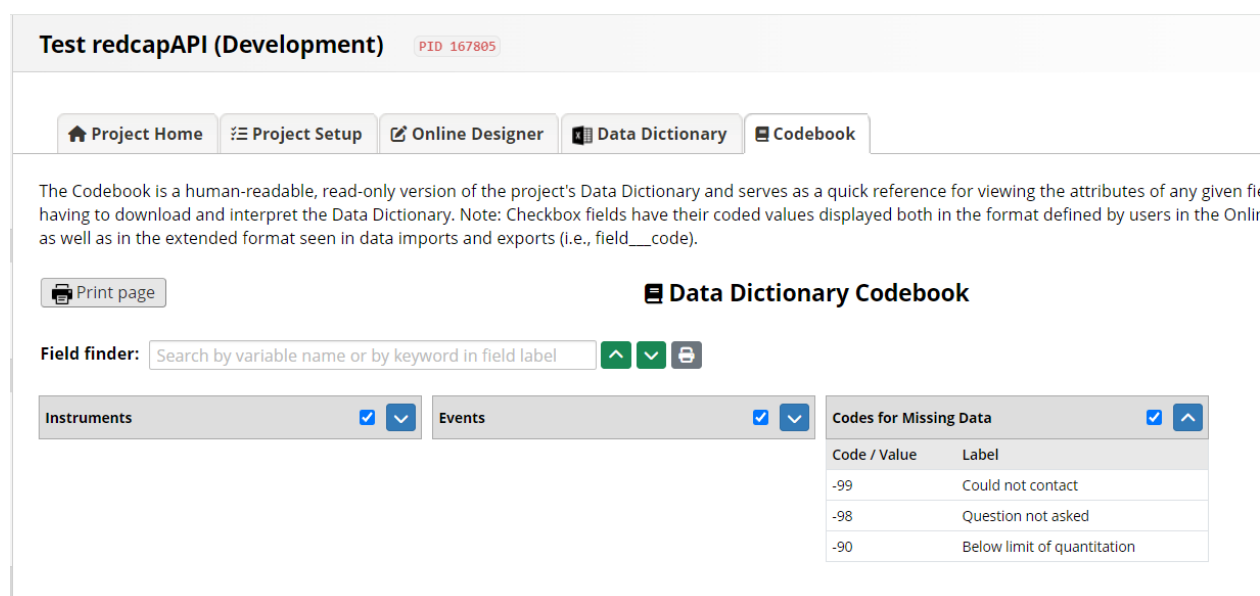 Test redcapAPI (Development) PID 167805
Project Home Project Setup Online Designer Data Dictionary Codebook
The Codebook is a human-readable, read-only version of the project's Data Dictionary and serves as a quick reference for viewing the attributes of any given
having to download and interpret the Data Dictionary. Note: Checkbox fields have their coded values displayed both in the format defined by users in the
as well as in the extended format seen in data imports and exports (i.e., field___code).
Print page
Data Dictionary Codebook
Field finder: Search by variable name or by keyword in field label
Instruments Events Codes for Missing Data
Code / Value Label
-99 Could not contact
-98 Question not asked
-90 Below limit of quantitation